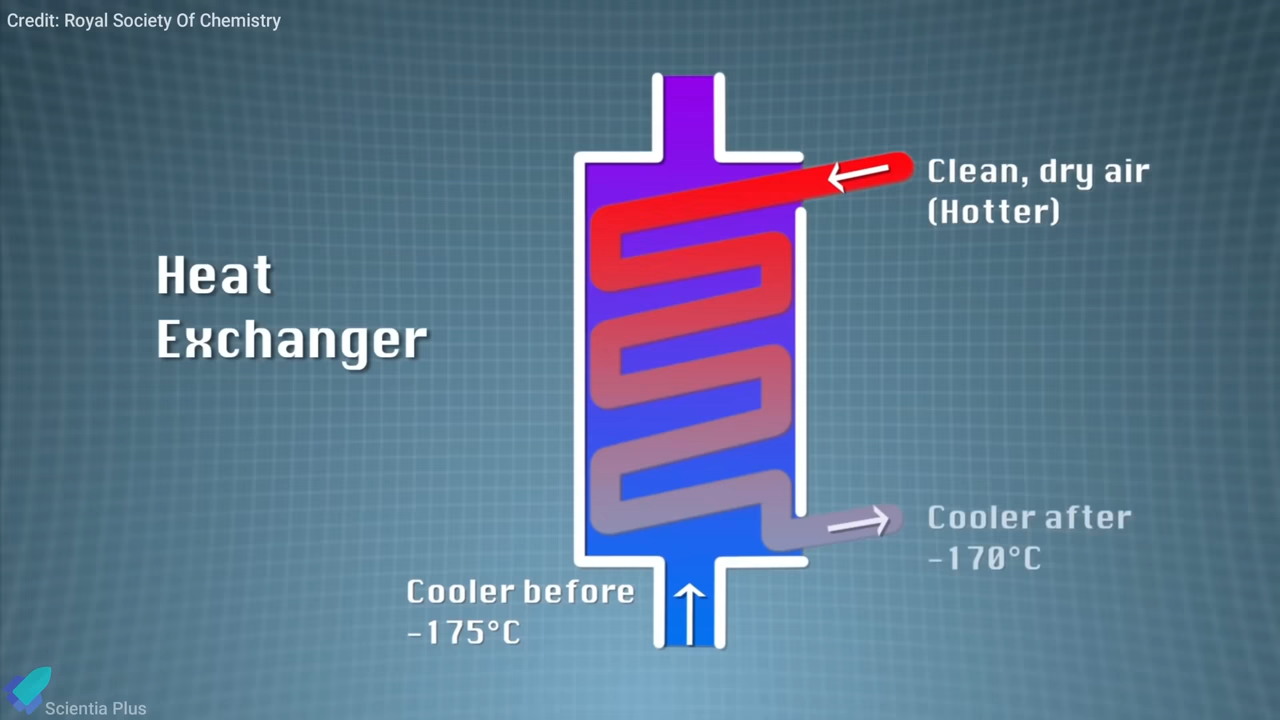 Credit: Royal Society Of Chemistry
Clean, dry air
(Hotter)
Heat
Exchanger
Cooler after
-170°C
Cooler before
-175°C
Scientia Plus